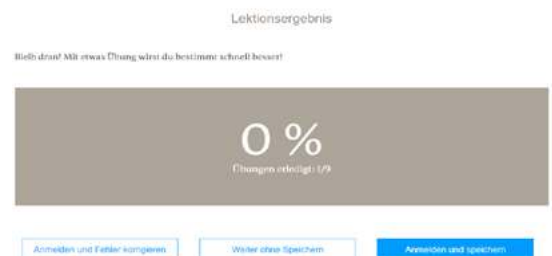 Lektionsergebnis
Bleib dran! Mit etwas Übung wirst du bestimmt schnell besser!
0 %
Übungen erledigt: 1/9
Anmelden und Fehler korrigieren
Weiter ohne Speichern
Anmelden und speichern